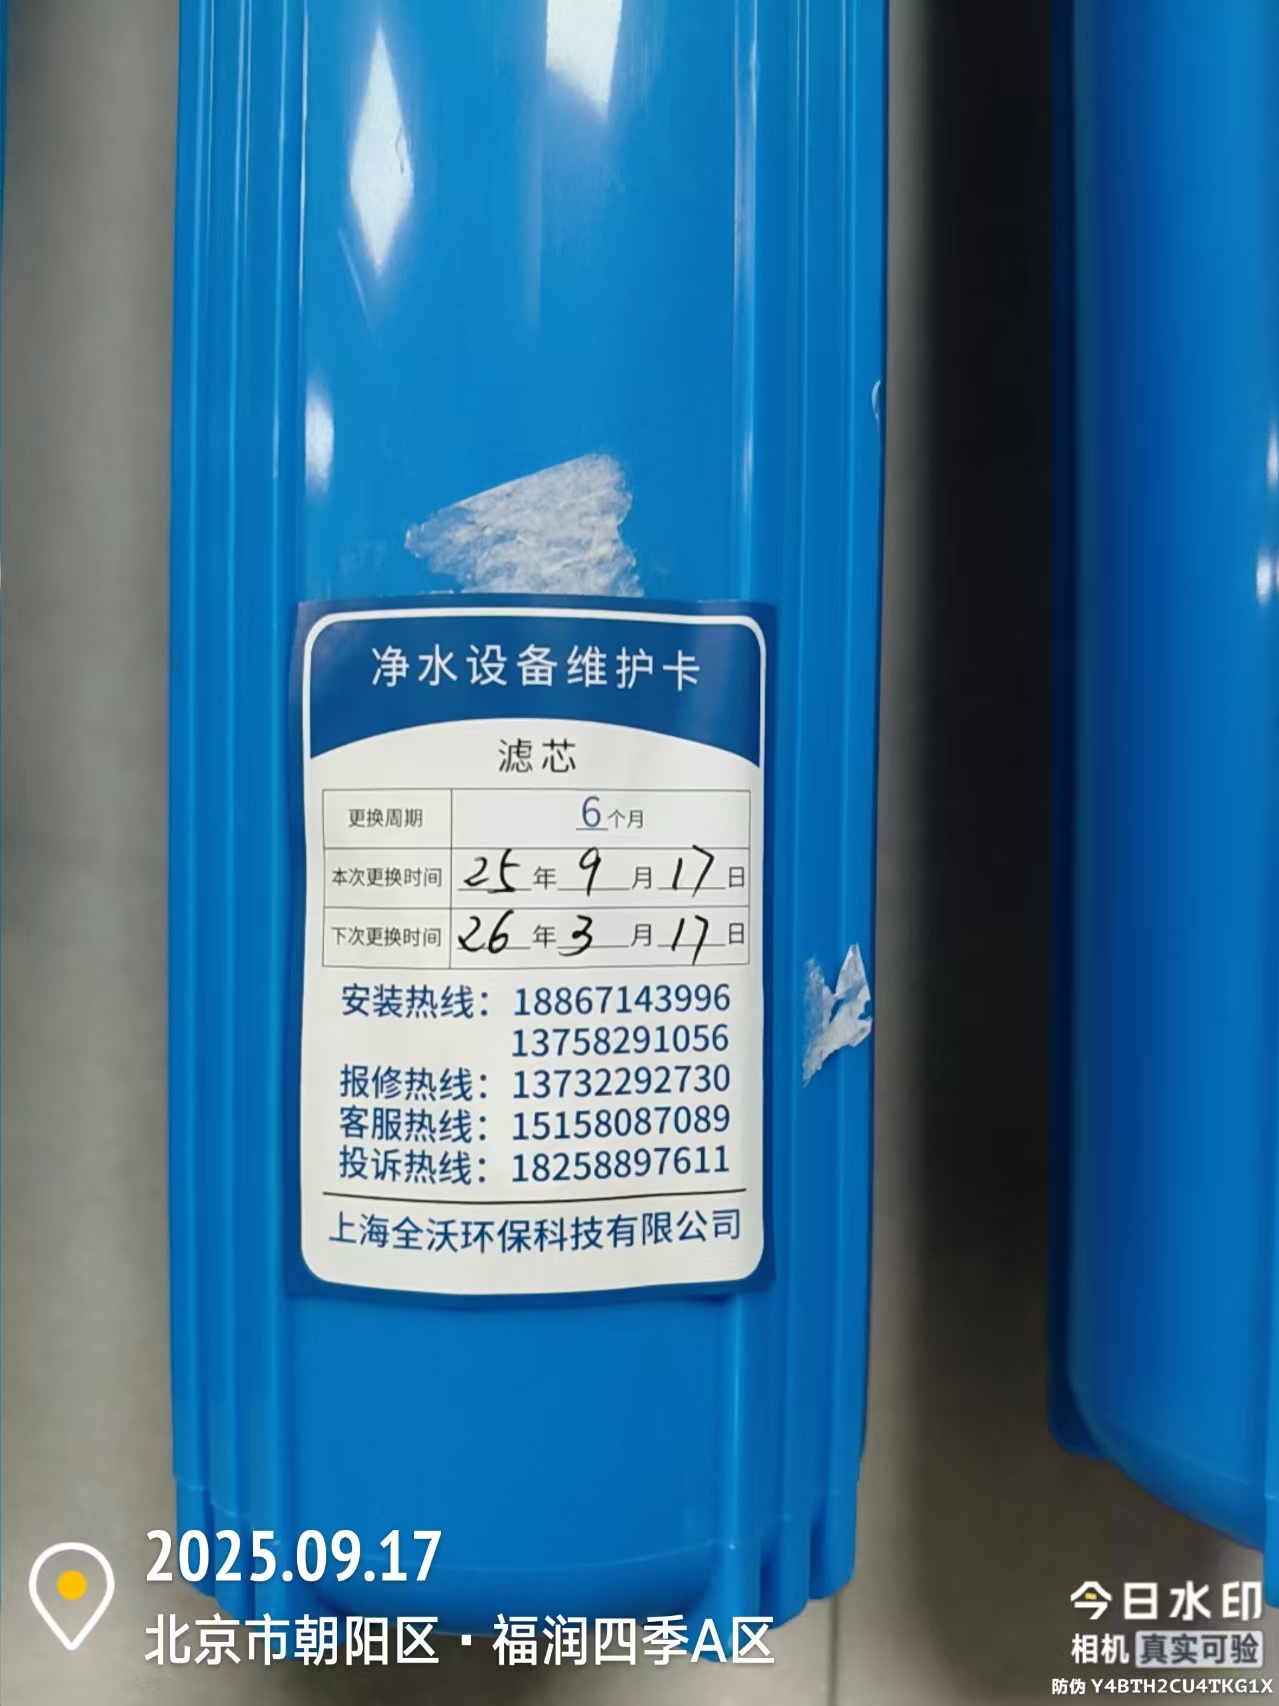 净水设备维护卡
滤芯
更换周期 6个月
本次更换时间 25年9月17日
下次更换时间 26年3月17日
安装热线：18867143996
13758291056
报修热线：13732292730
客服热线：15158087089
投诉热线：18258897611
上海全沃环保科技有限公司
2025.09.17
北京市朝阳区·福润四季A区
今日水印
相机 真实可验
防伪 Y4BTH2CU4TKG1X